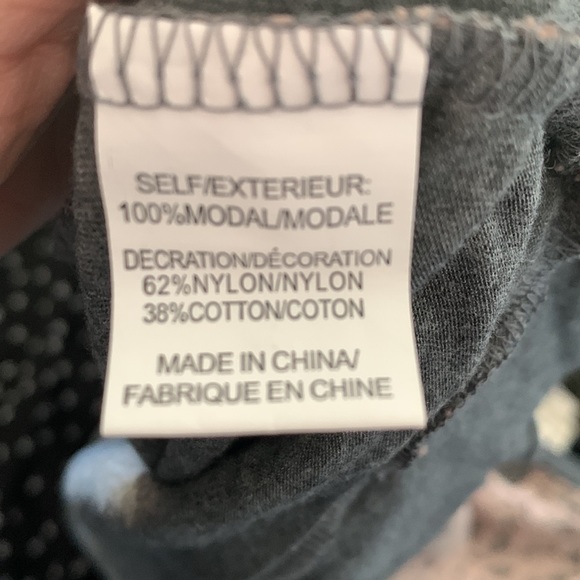 SELF/EXTERIEUR:
100%MODAL/MODALE
DECRATION/DÉCORATION
62%NYLON/NYLON
38%COTTON/COTON
MADE IN CHINA/
FABRIQUE EN CHINE